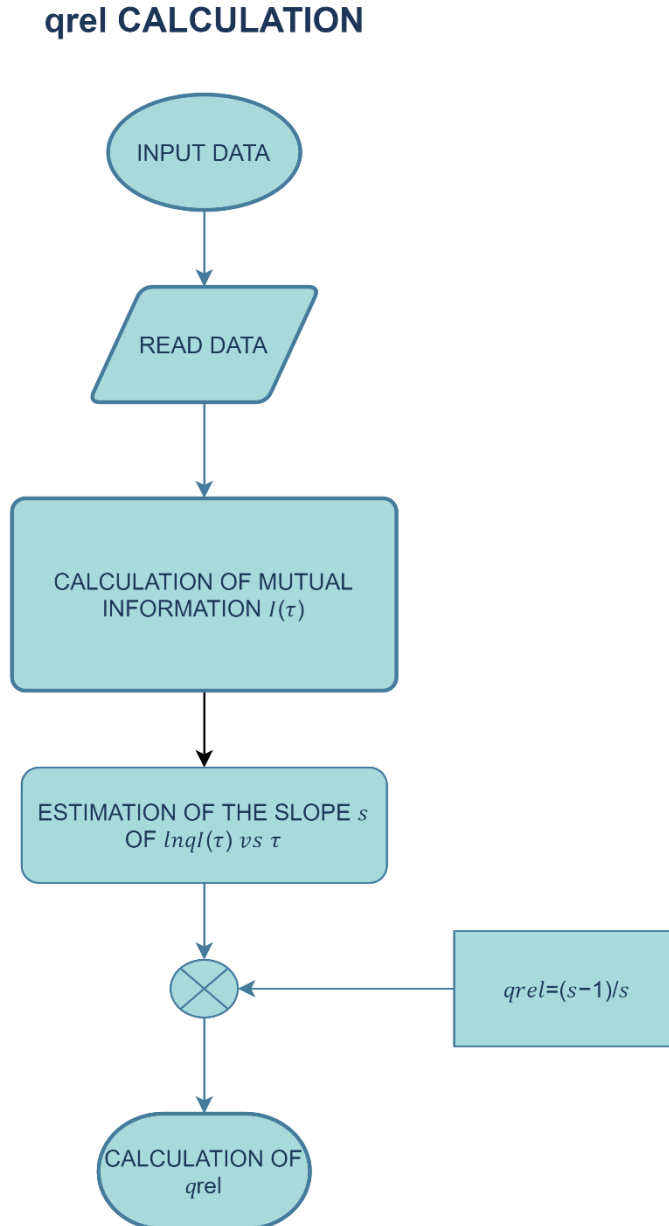 qrel CALCULATION
INPUT DATA
READ DATA
CALCULATION OF MUTUAL
INFORMATION I(τ)
ESTIMATION OF THE SLOPE s
OF lnqI(τ) vs τ
qrel=(s−1)/s
CALCULATION OF
qrel